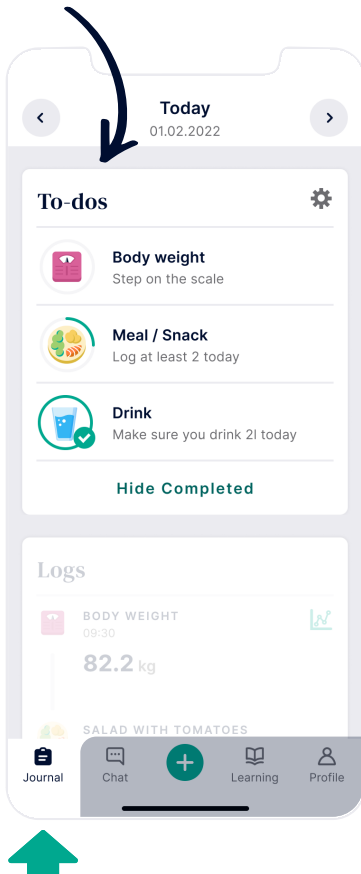 Today
01.02.2022
To-dos
Body weight
Step on the scale
Meal / Snack
Log at least 2 today
Drink
Make sure you drink 2l today
Hide Completed
Logs
BODY WEIGHT
09:30
82.2 kg
SALAD WITH TOMATOES
Journal
Chat
Learning
Profile